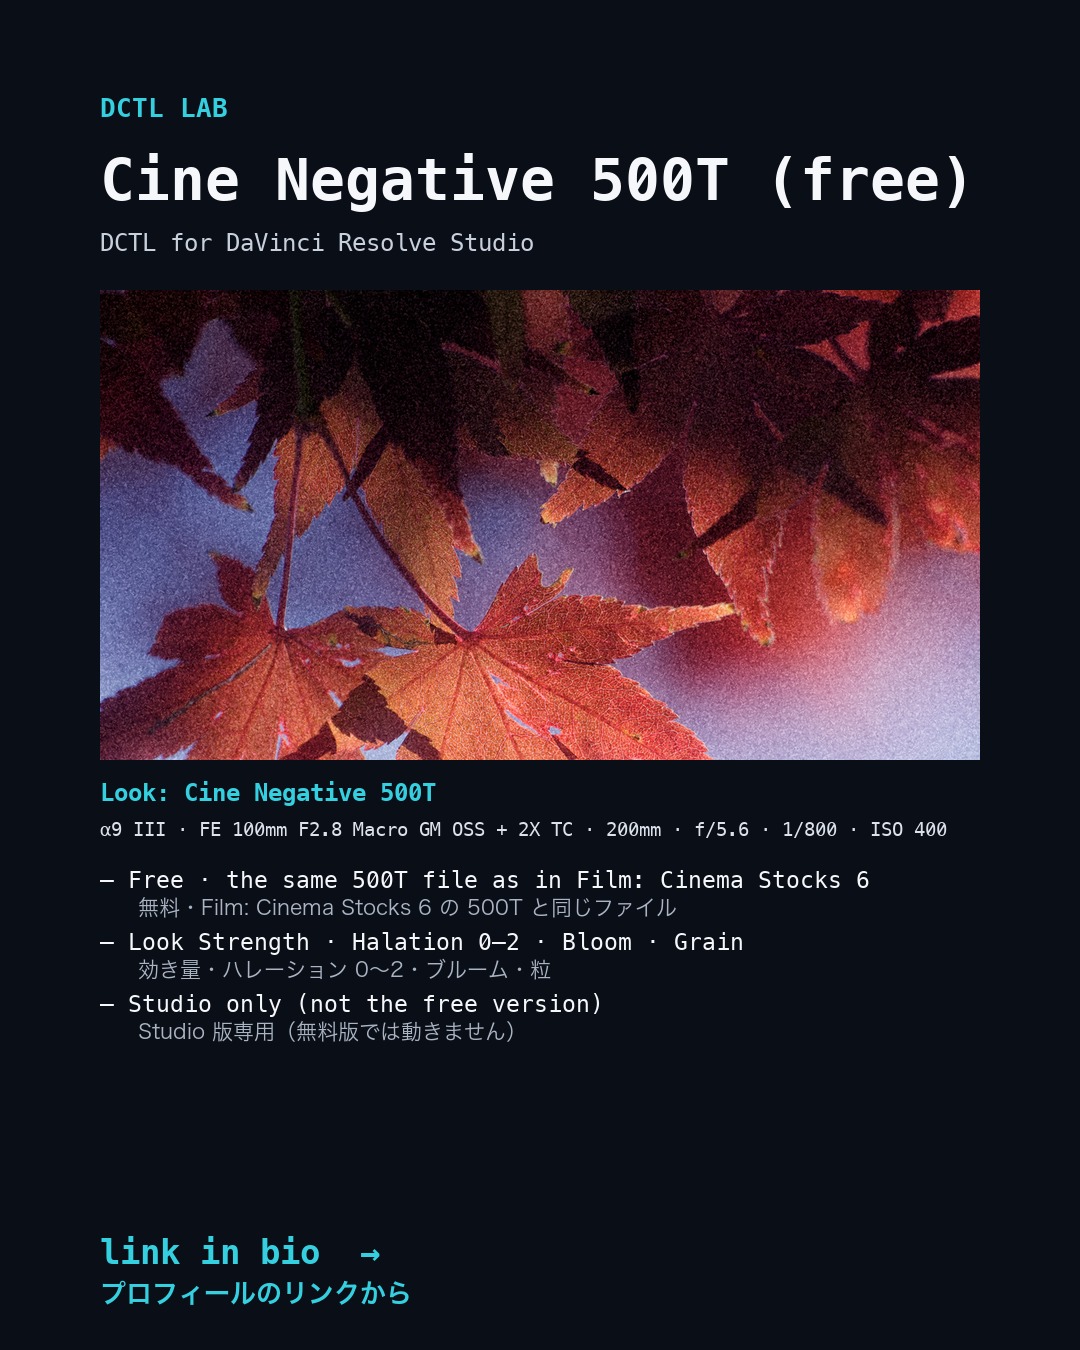 DCTL LAB
Cine Negative 500T (free)
DCTL for DaVinci Resolve Studio
Look: Cine Negative 500T
α9 III · FE 100mm F2.8 Macro GM OSS + 2X TC · 200mm · f/5.6 · 1/800 · ISO 400
— Free · the same 500T file as in Film: Cinema Stocks 6
無料・Film: Cinema Stocks 6 の 500T と同じファイル
— Look Strength · Halation 0–2 · Bloom · Grain
効き量・ハレーション 0〜2・ブルーム・粒
— Studio only (not the free version)
Studio 版専用（無料版では動きません）
link in bio →
プロフィールのリンクから